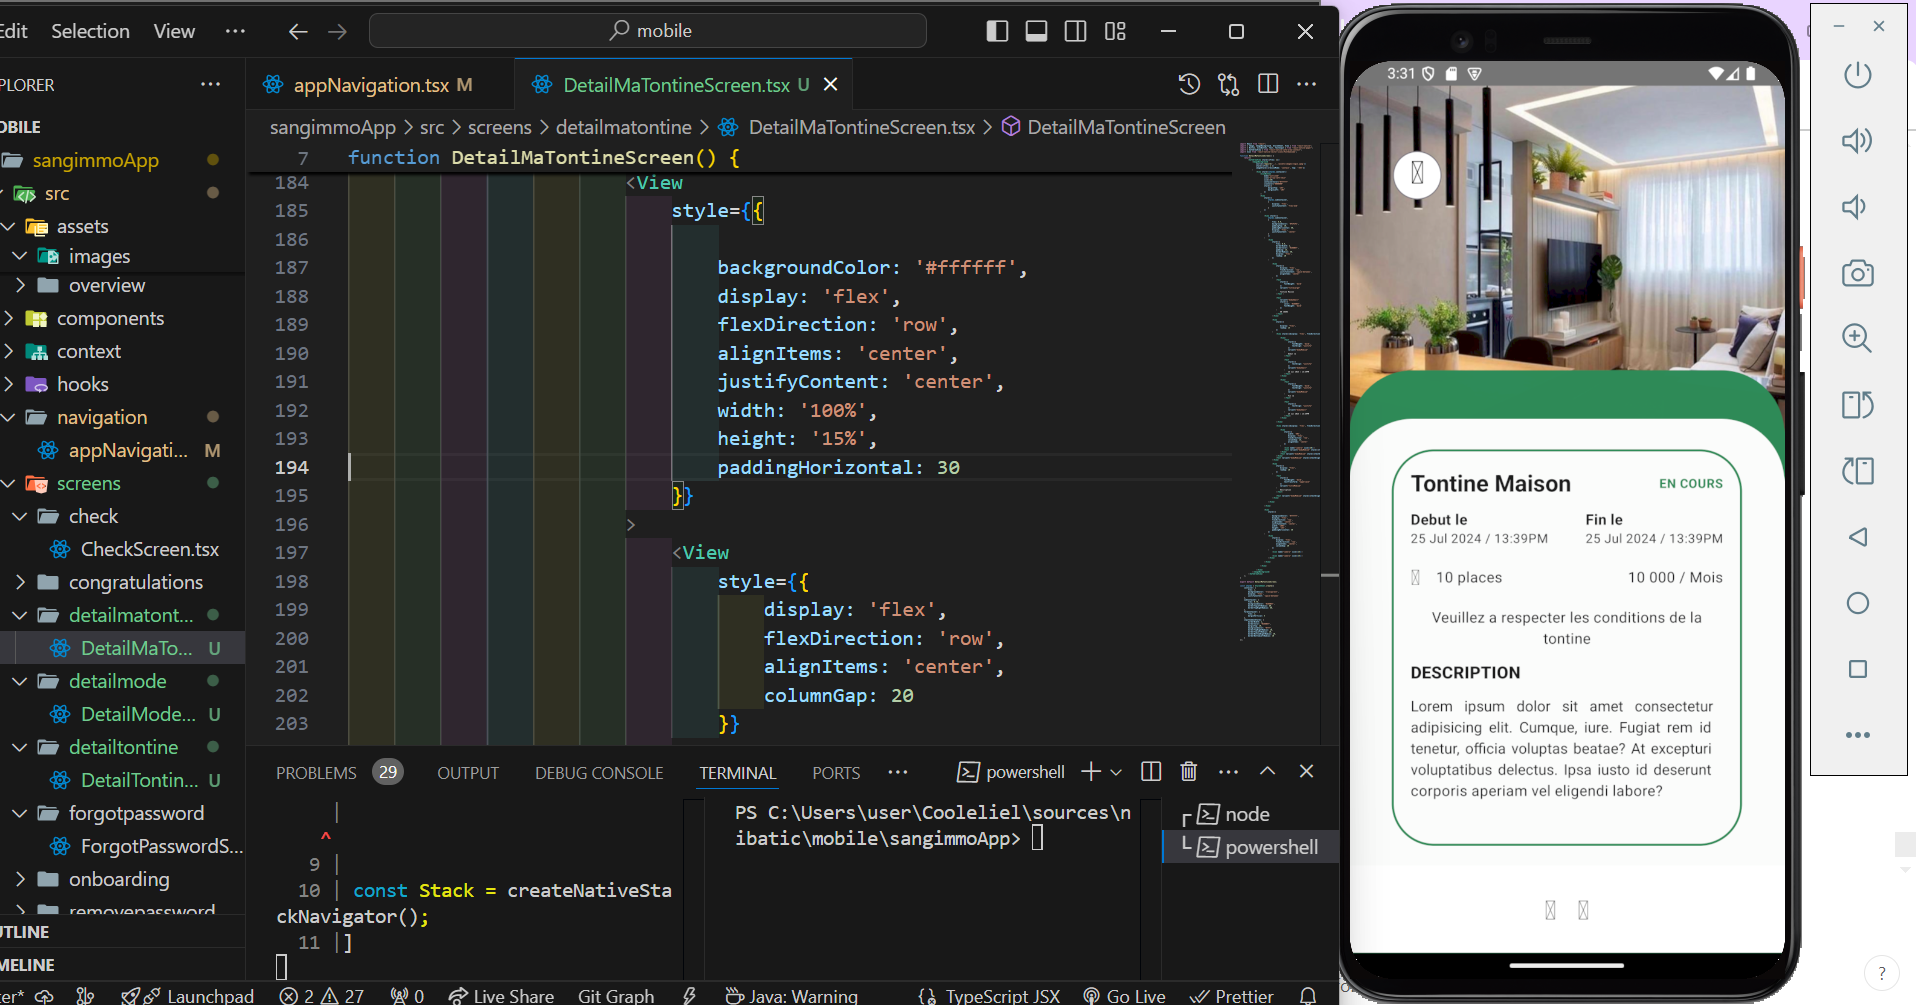 Edit Selection View ··· mobile
PLORER
appNavigation.tsx M
DetailMaTontineScreen.tsx U
OBILE
sangimmoApp
src
assets
images
overview
components
context
hooks
navigation
appNavigati... M
screens
check
CheckScreen.tsx
congratulations
detailmatont...
DetailMaTo... U
detailmode
DetailMode... U
detailtontine
DetailTontin... U
forgotpassword
ForgotPasswordS...
onboarding
removepassword
UTLINE
MELINE
sangimmoApp > src > screens > detailmatontine > DetailMaTontineScreen.tsx > DetailMaTontineScreen
7 function DetailMaTontineScreen() {
184 <View
185 style={{
186
187 backgroundColor: '#ffffff',
188 display: 'flex',
189 flexDirection: 'row',
190 alignItems: 'center',
191 justifyContent: 'center',
192 width: '100%',
193 height: '15%',
194 paddingHorizontal: 30
195 }}
196 >
197 <View
198 style={{
199 display: 'flex',
200 flexDirection: 'row',
201 alignItems: 'center',
202 columnGap: 20
203 }}
PROBLEMS 29 OUTPUT DEBUG CONSOLE TERMINAL PORTS ··· powershell
|
^
9 |
10 | const Stack = createNativeSta
ckNavigator();
11 |]
PS C:\Users\user\Cooleliel\sources\n
ibatic\mobile\sangimmoApp>
node
powershell
ter* Launchpad 2 27 0 Live Share Git Graph Java: Warning TypeScript JSX Go Live Prettier
3:31
Tontine Maison EN COURS
Debut le Fin le
25 Jul 2024 / 13:39PM 25 Jul 2024 / 13:39PM
10 places 10 000 / Mois
Veuillez a respecter les conditions de la
tontine
DESCRIPTION
Lorem ipsum dolor sit amet consectetur
adipisicing elit. Cumque, iure. Fugiat rem id
tenetur, officia voluptas beatae? At excepturi
voluptatibus delectus. Ipsa iusto id deserunt
corporis aperiam vel eligendi labore?
?